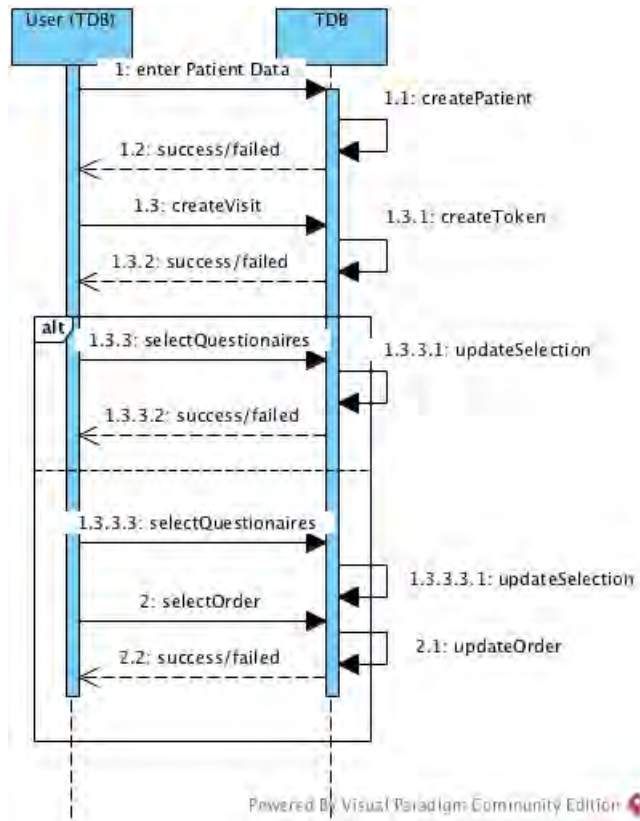 User (TDB)
TDB
1: enter Patient Data
1.1: createPatient
1.2: success/failed
1.3: createVisit
1.3.1: createToken
1.3.2: success/failed
alt
1.3.3: selectQuestionaires
1.3.3.1: updateSelection
1.3.3.2: success/failed
1.3.3.3: selectQuestionaires
1.3.3.3.1: updateSelection
2: selectOrder
2.1: updateOrder
2.2: success/failed
Powered By Visual Paradigm Community Edition